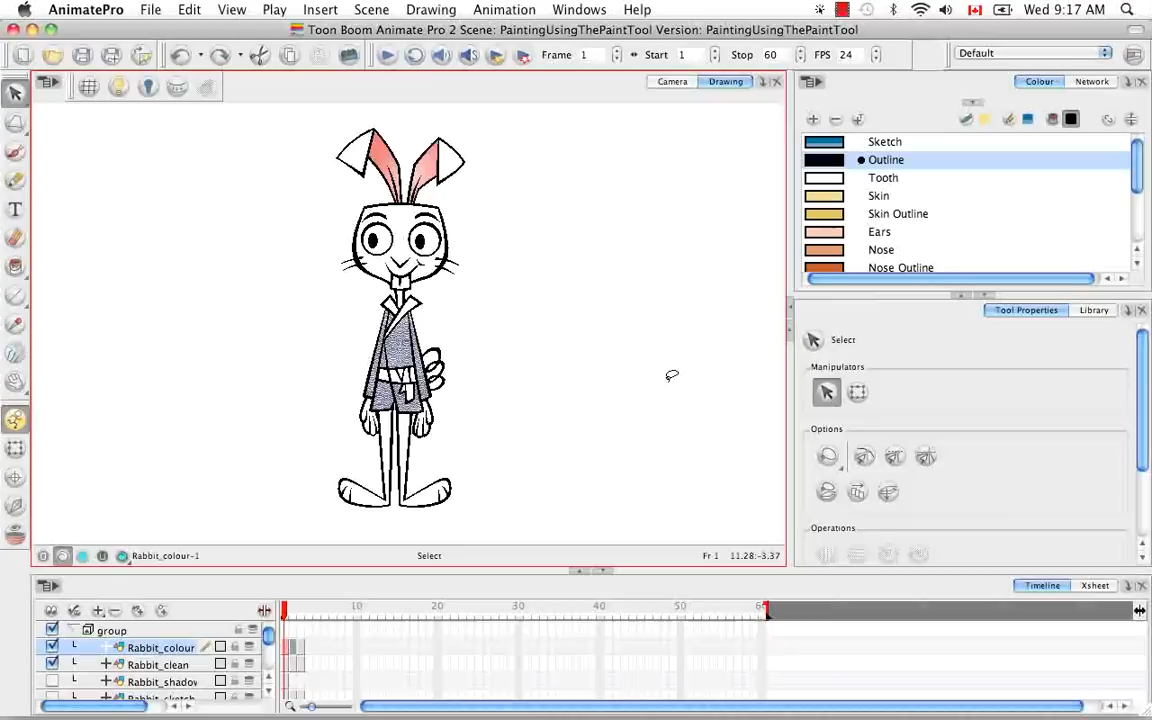 AnimatePro File Edit View Play Insert Scene Drawing Animation Windows Help Wed 9:17 AM
Toon Boom Animate Pro 2 Scene: PaintingUsingThePaintTool Version: PaintingUsingThePaintTool
Frame 1 Start 1 Stop 60 FPS 24 Default
Camera Drawing Colour Network
Sketch
Outline
Tooth
Skin
Skin Outline
Ears
Nose
Nose Outline
T
Tool Properties Library
Select
Manipulators
Options
Operations
Rabbit_colour-1 Select Fr 1 11.28:-3.37
Timeline Xsheet
10 20 30 40 50
group
Rabbit_colour
Rabbit_clean
Rabbit_shadow